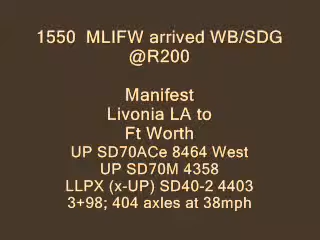 1550 MLIFW arrived WB/SDG
@R200
Manifest
Livonia LA to
Ft Worth
UP SD70ACe 8464 West
UP SD70M 4358
LLPX (x-UP) SD40-2 4403
3+98; 404 axles at 38mph